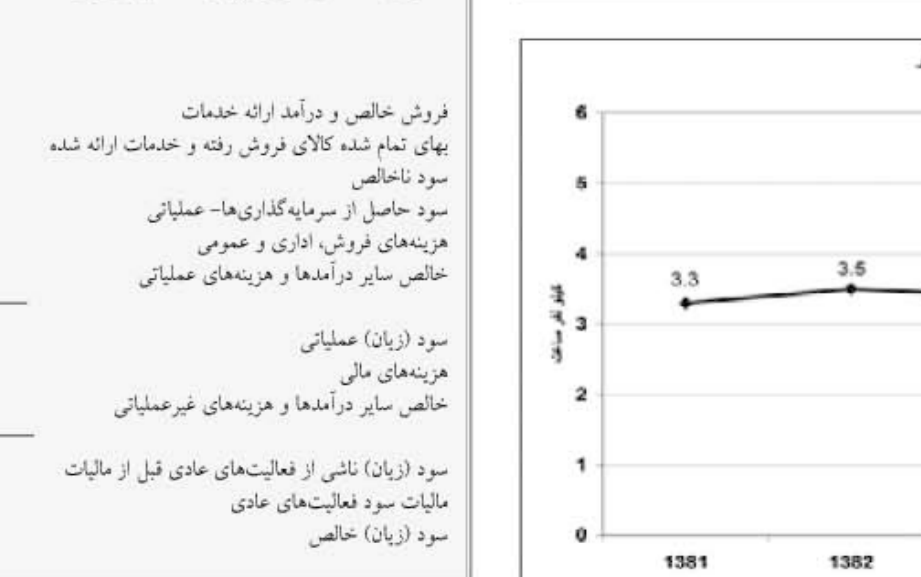 فروش خالص و درآمد ارائه خدمات
بهای تمام شده کالای فروش رفته و خدمات ارائه شده
سود ناخالص
سود حاصل از سرمایه‌گذاری‌ها- عملیاتی
هزینه‌های فروش، اداری و عمومی
خالص سایر درآمدها و هزینه‌های عملیاتی
سود (زیان) عملیاتی
هزینه‌های مالی
خالص سایر درآمدها و هزینه‌های غیرعملیاتی
سود (زیان) ناشی از فعالیت‌های عادی قبل از مالیات
مالیات سود فعالیت‌های عادی
سود (زیان) خالص
6
5
4
3
2
1
0
3.3
3.5
نفر ساعت
1381
1382